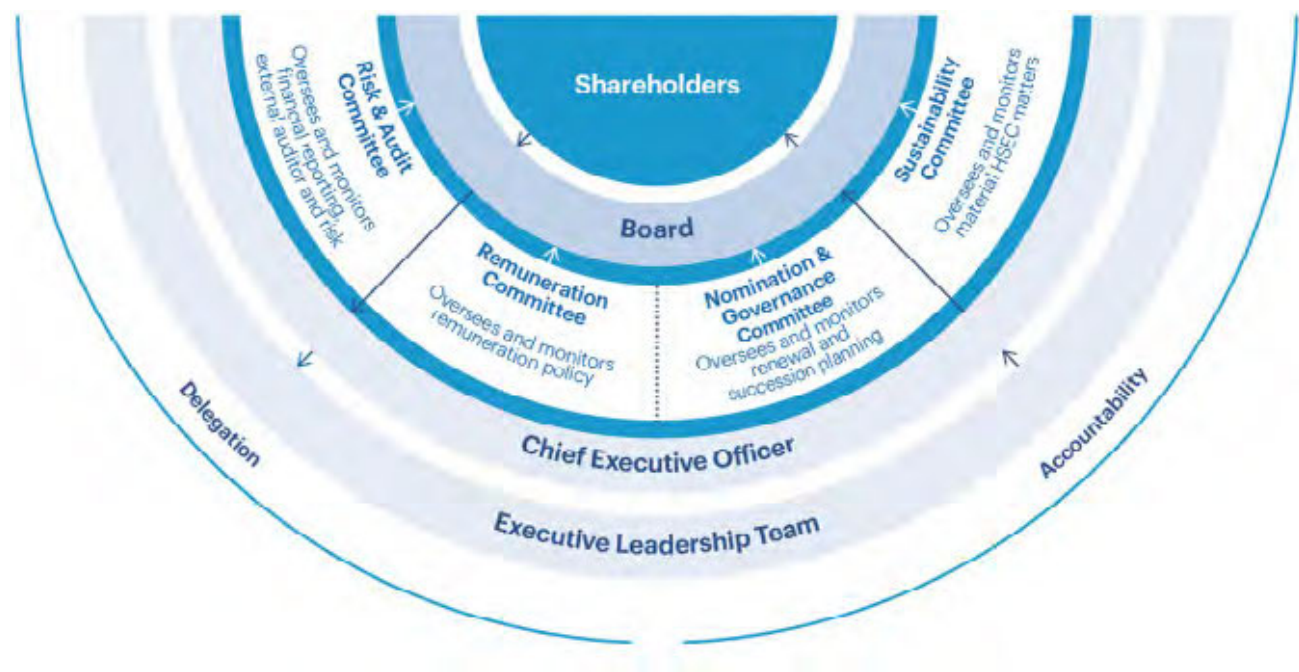 Shareholders
Board
Risk & Audit
Committee
Oversees and monitors
financial reporting,
external auditor and risk
Remuneration
Committee
Oversees and monitors
remuneration policy
Nomination &
Governance
Committee
Oversees and monitors
renewal and
succession planning
Sustainability
Committee
Oversees and monitors
material HSEC matters
Chief Executive Officer
Executive Leadership Team
Delegation
Accountability